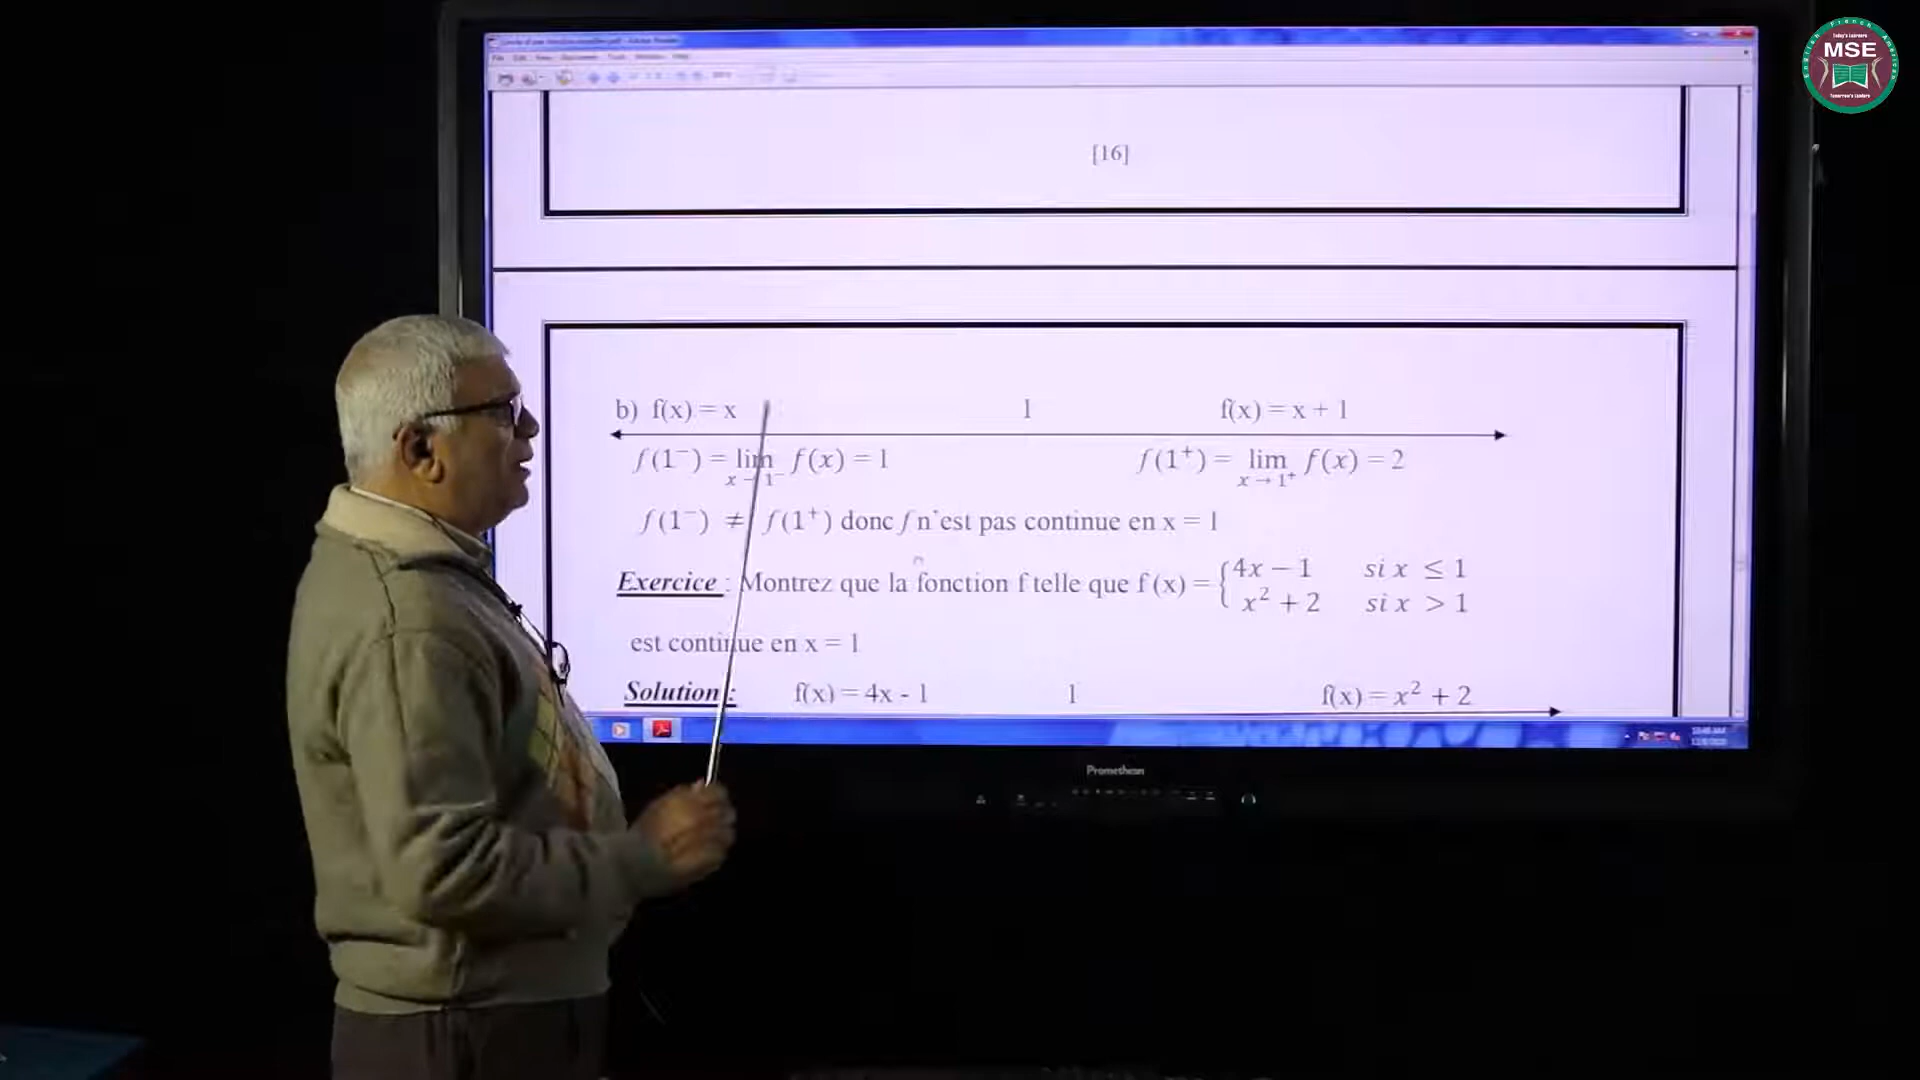 MSE
[16]
b) f(x) = x 1 f(x) = x + 1
f(1⁻) = lim f(x) = 1 f(1⁺) = lim f(x) = 2
x → 1⁻ x → 1⁺
f(1⁻) ≠ f(1⁺) donc f n'est pas continue en x = 1
Exercice : Montrez que la fonction f telle que f (x) = { 4x − 1 si x ≤ 1
x² + 2 si x > 1
est continue en x = 1
Solution : f(x) = 4x - 1 1 f(x) = x² + 2
Promethean